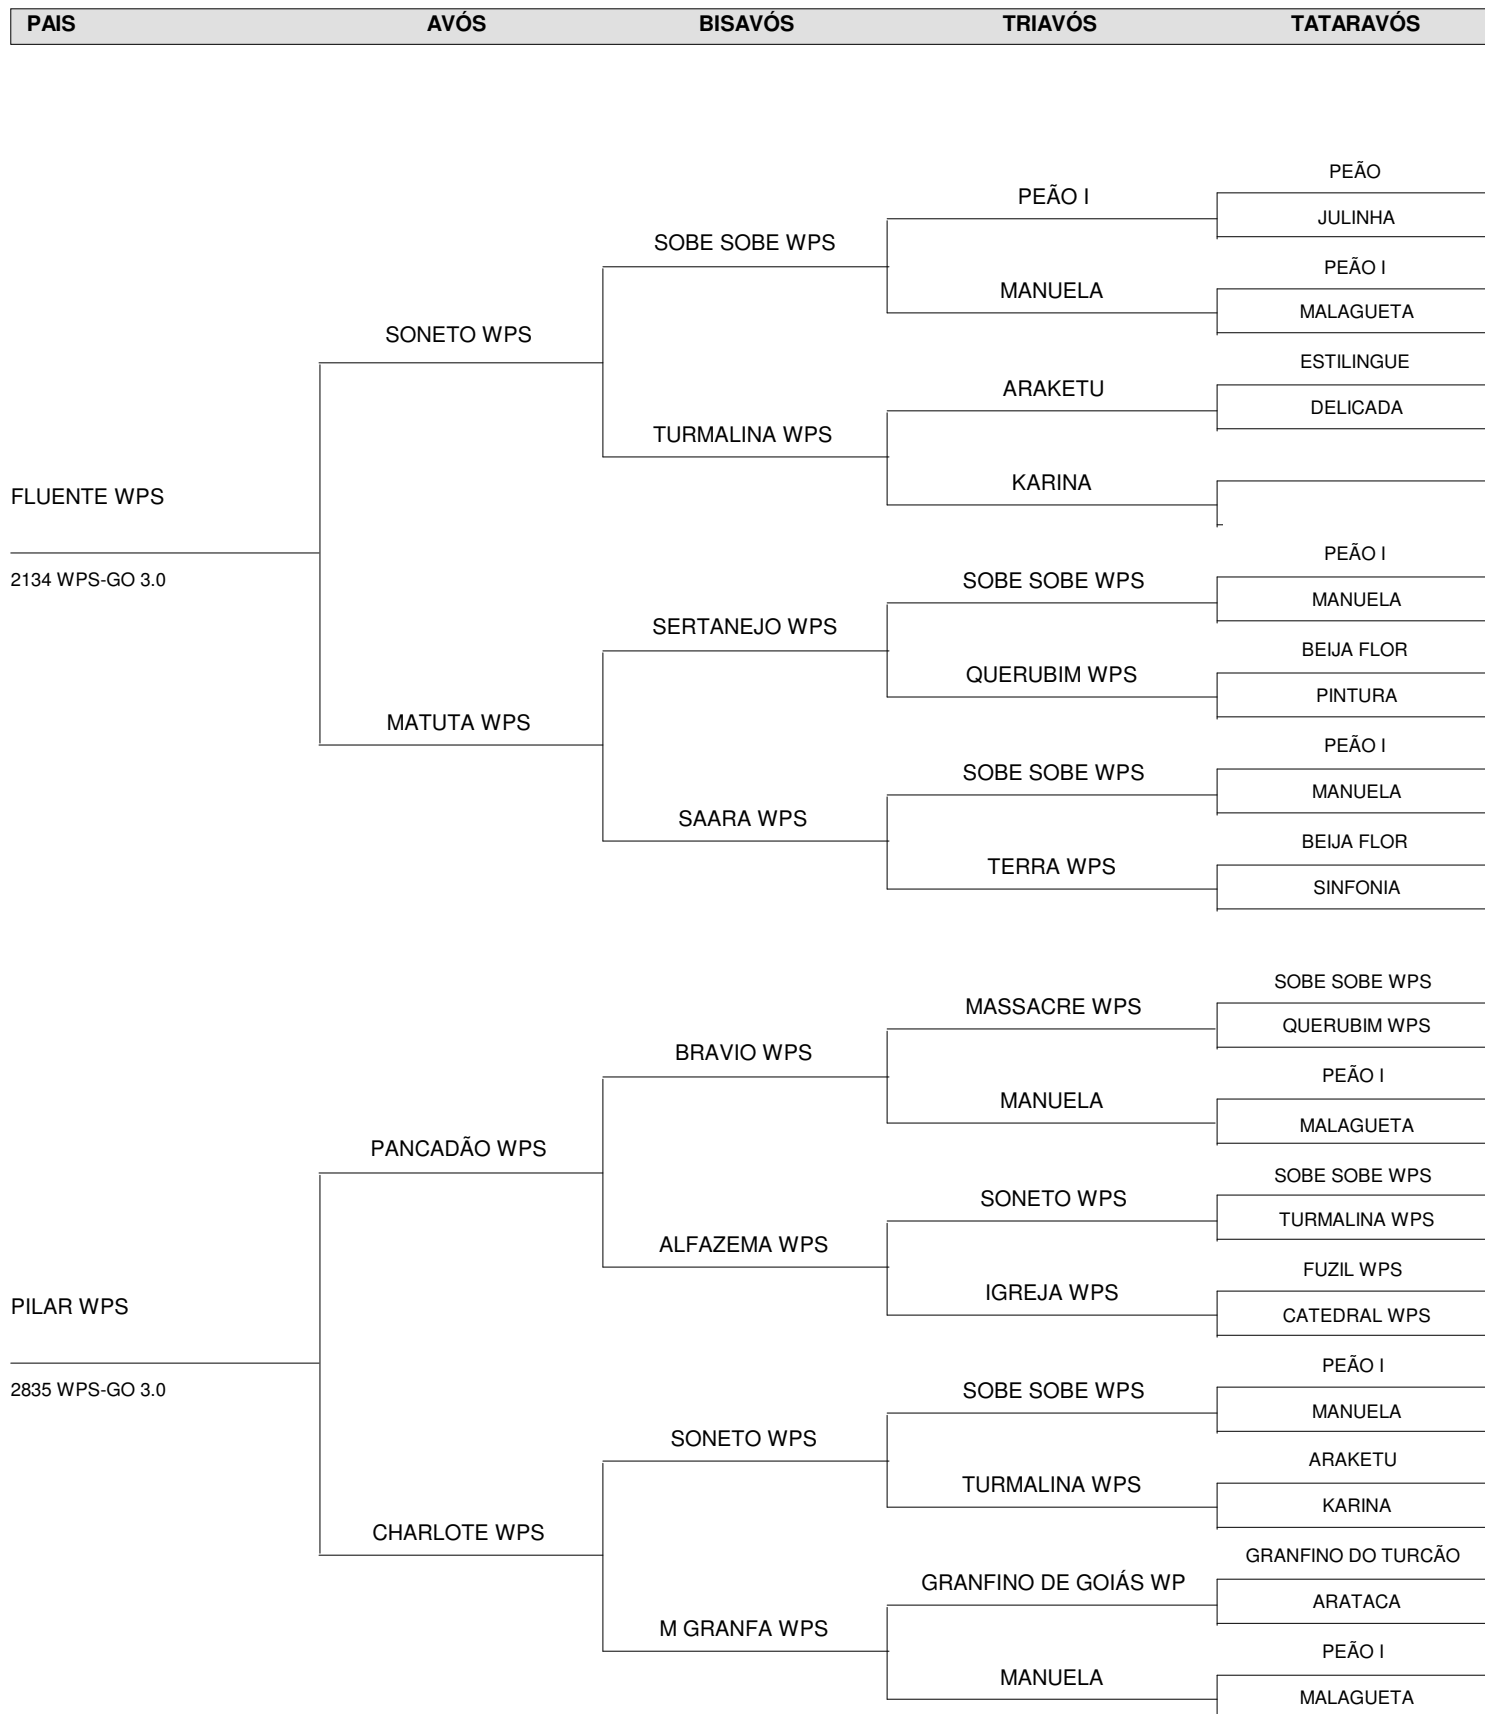 PAIS AVÓS BISAVÓS TRIAVÓS TATARAVÓS
PEÃO
PEÃO I
JULINHA
SOBE SOBE WPS
PEÃO I
MANUELA
MALAGUETA
SONETO WPS
ESTILINGUE
ARAKETU
DELICADA
TURMALINA WPS
KARINA
FLUENTE WPS
PEÃO I
2134 WPS-GO 3.0
SOBE SOBE WPS
MANUELA
SERTANEJO WPS
BEIJA FLOR
QUERUBIM WPS
PINTURA
MATUTA WPS
PEÃO I
SOBE SOBE WPS
MANUELA
SAARA WPS
BEIJA FLOR
TERRA WPS
SINFONIA
SOBE SOBE WPS
MASSACRE WPS
QUERUBIM WPS
BRAVIO WPS
PEÃO I
MANUELA
MALAGUETA
PANCADÃO WPS
SOBE SOBE WPS
SONETO WPS
TURMALINA WPS
ALFAZEMA WPS
FUZIL WPS
IGREJA WPS
CATEDRAL WPS
PILAR WPS
PEÃO I
2835 WPS-GO 3.0
SOBE SOBE WPS
MANUELA
SONETO WPS
ARAKETU
TURMALINA WPS
KARINA
CHARLOTE WPS
GRANFINO DO TURCÃO
GRANFINO DE GOIÁS WP
ARATACA
M GRANFA WPS
PEÃO I
MANUELA
MALAGUETA